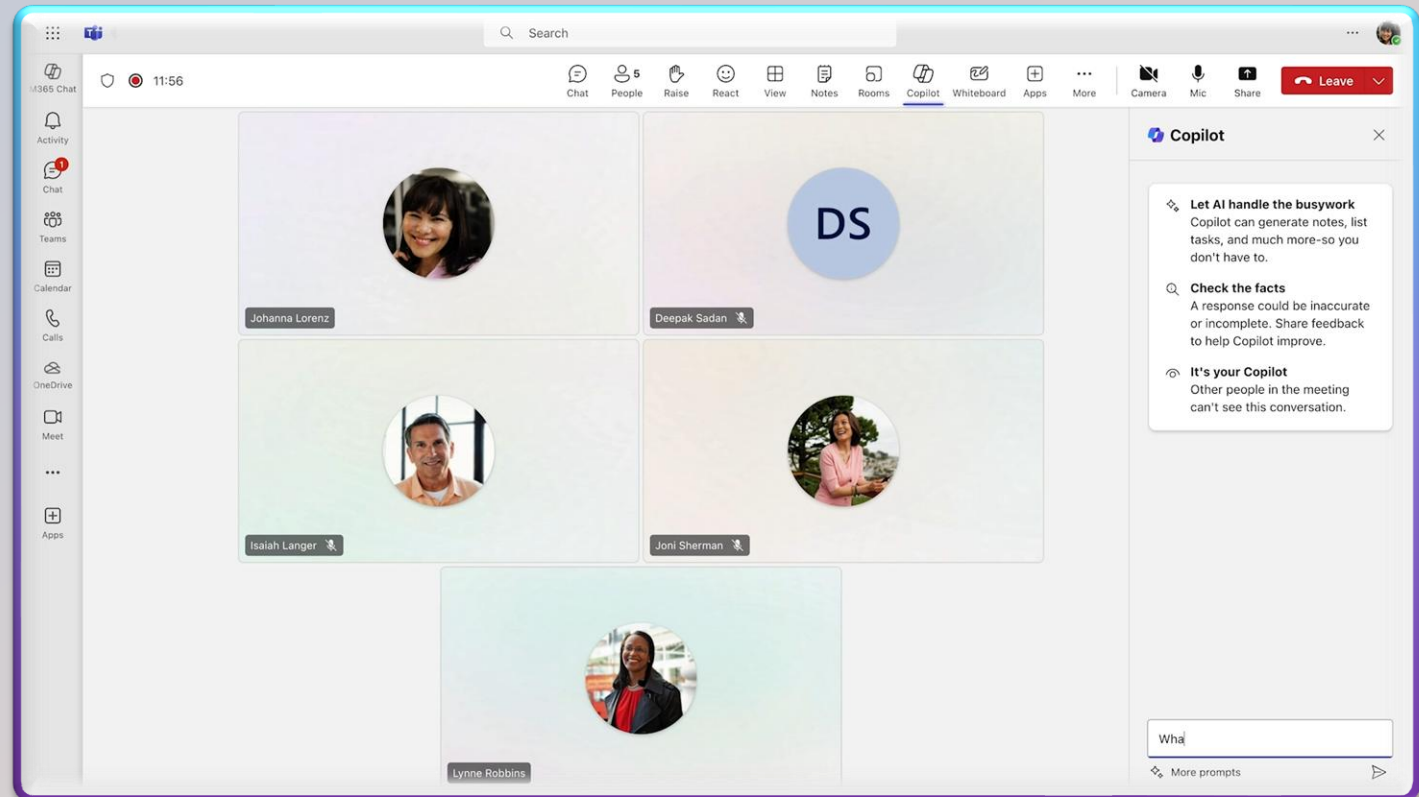 Search
M365 Chat
Activity
1
Chat
Teams
Calendar
Calls
OneDrive
Meet
Apps
11:56
Chat
5
People
Raise
React
View
Notes
Rooms
Copilot
Whiteboard
Apps
More
Camera
Mic
Share
Leave
Johanna Lorenz
DS
Deepak Sadan
Isaiah Langer
Joni Sherman
Lynne Robbins
Copilot
Let AI handle the busywork
Copilot can generate notes, list
tasks, and much more-so you
don't have to.
Check the facts
A response could be inaccurate
or incomplete. Share feedback
to help Copilot improve.
It's your Copilot
Other people in the meeting
can't see this conversation.
Wha
More prompts